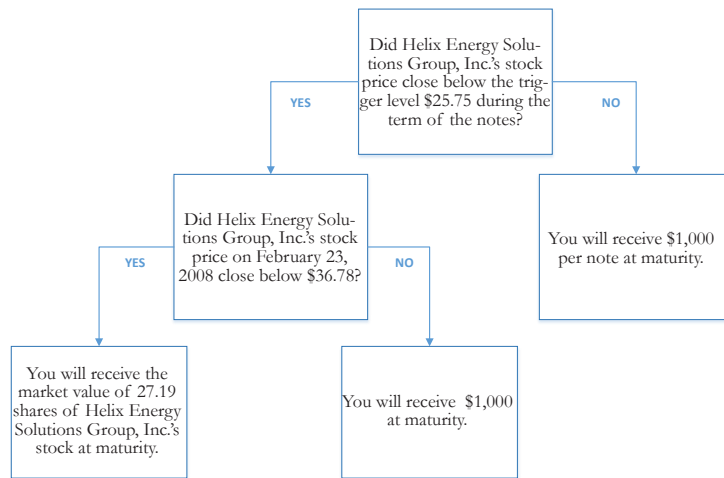 Did Helix Energy Solu-
tions Group, Inc.'s stock
price close below the trig-
ger level $25.75 during the
term of the notes?
YES
NO
Did Helix Energy Solu-
tions Group, Inc.'s stock
price on February 23,
2008 close below $36.78?
You will receive $1,000
per note at maturity.
YES
NO
You will receive the
market value of 27.19
shares of Helix Energy
Solutions Group, Inc.'s
stock at maturity.
You will receive $1,000
at maturity.